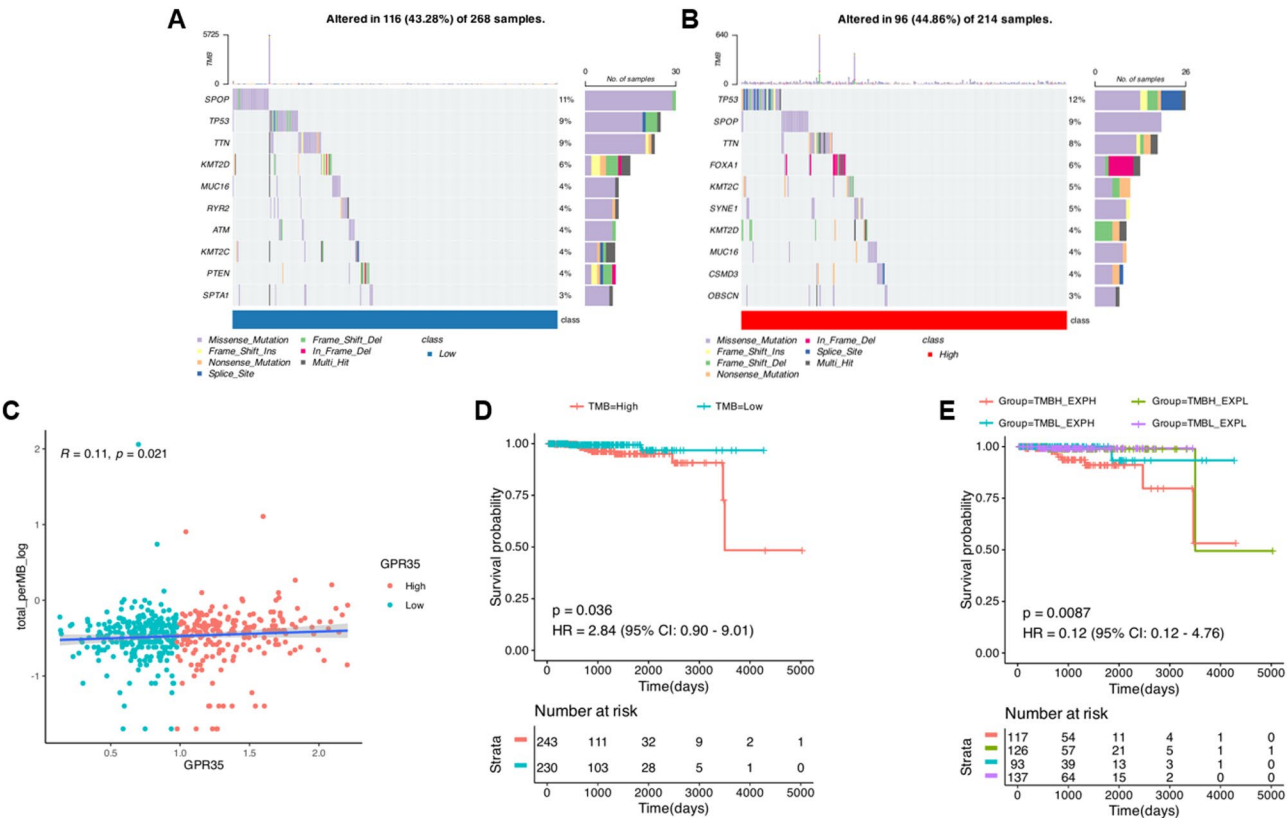 A
Altered in 116 (43.28%) of 268 samples.
5725
TMB
0
0 30
No. of samples
SPOP 11%
TP53 9%
TTN 9%
KMT2D 6%
MUC16 4%
RYR2 4%
ATM 4%
KMT2C 4%
PTEN 4%
SPTA1 3%
class
Missense_Mutation Frame_Shift_Del class
Frame_Shift_Ins In_Frame_Del Low
Nonsense_Mutation Multi_Hit
Splice_Site
B
Altered in 96 (44.86%) of 214 samples.
640
TMB
0
0 26
No. of samples
TP53 12%
SPOP 9%
TTN 8%
FOXA1 6%
KMT2C 5%
SYNE1 5%
KMT2D 4%
MUC16 4%
CSMD3 4%
OBSCN 3%
class
Missense_Mutation In_Frame_Del class
Frame_Shift_Ins Splice_Site High
Frame_Shift_Del Multi_Hit
Nonsense_Mutation
C
R = 0.11, p = 0.021
total_perMB_log
2
1
0
-1
0.5 1.0 1.5 2.0
GPR35
GPR35
High
Low
D
TMB=High TMB=Low
Survival probability
1.00
0.75
0.50
0.25
0.00
p = 0.036
HR = 2.84 (95% CI: 0.90 - 9.01)
0 1000 2000 3000 4000 5000
Time(days)
Number at risk
Strata
243 111 32 9 2 1
230 103 28 5 1 0
0 1000 2000 3000 4000 5000
Time(days)
E
Group=TMBH_EXPH Group=TMBH_EXPL
Group=TMBL_EXPH Group=TMBL_EXPL
Survival probability
1.00
0.75
0.50
0.25
0.00
p = 0.0087
HR = 0.12 (95% CI: 0.12 - 4.76)
0 1000 2000 3000 4000 5000
Time(days)
Number at risk
Strata
117 54 11 4 1 0
126 57 21 5 1 1
93 39 13 3 1 0
137 64 15 2 0 0
0 1000 2000 3000 4000 5000
Time(days)